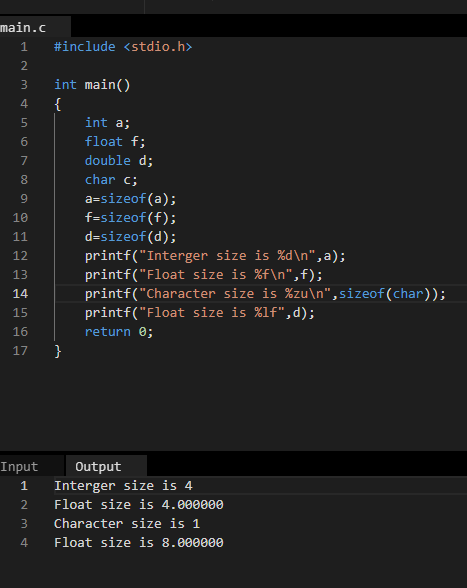 main.c
1 #include <stdio.h>
2
3 int main()
4 {
5 int a;
6 float f;
7 double d;
8 char c;
9 a=sizeof(a);
10 f=sizeof(f);
11 d=sizeof(d);
12 printf("Interger size is %d\n",a);
13 printf("Float size is %f\n",f);
14 printf("Character size is %zu\n",sizeof(char));
15 printf("Float size is %lf",d);
16 return 0;
17 }
Input Output
1 Interger size is 4
2 Float size is 4.000000
3 Character size is 1
4 Float size is 8.000000